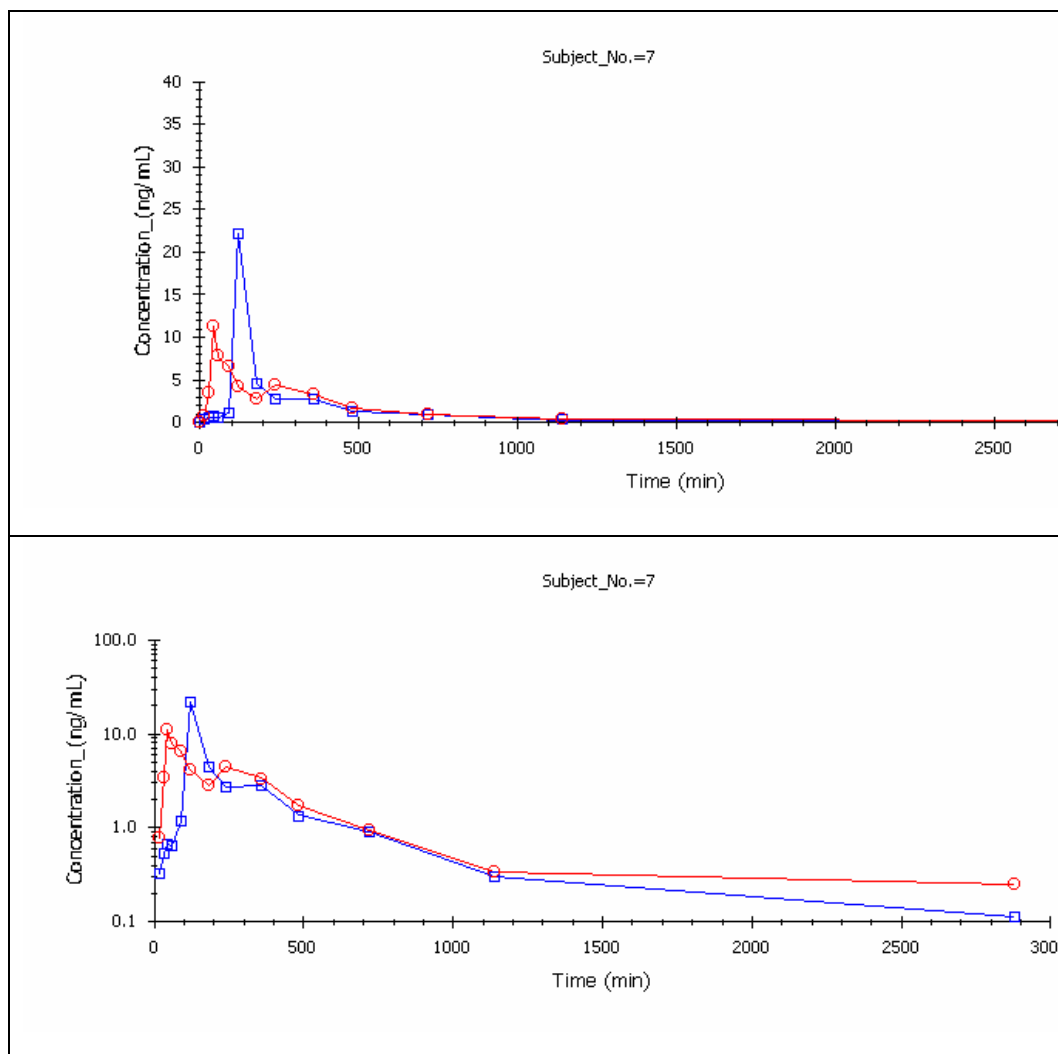 Subject_No.=7
40
35
30
25
20
15
10
5
0
Concentration_(ng/mL)
0 500 1000 1500 2000 2500
Time (min)
Subject_No.=7
100.0
10.0
1.0
0.1
Concentration_(ng/mL)
0 500 1000 1500 2000 2500 300
Time (min)